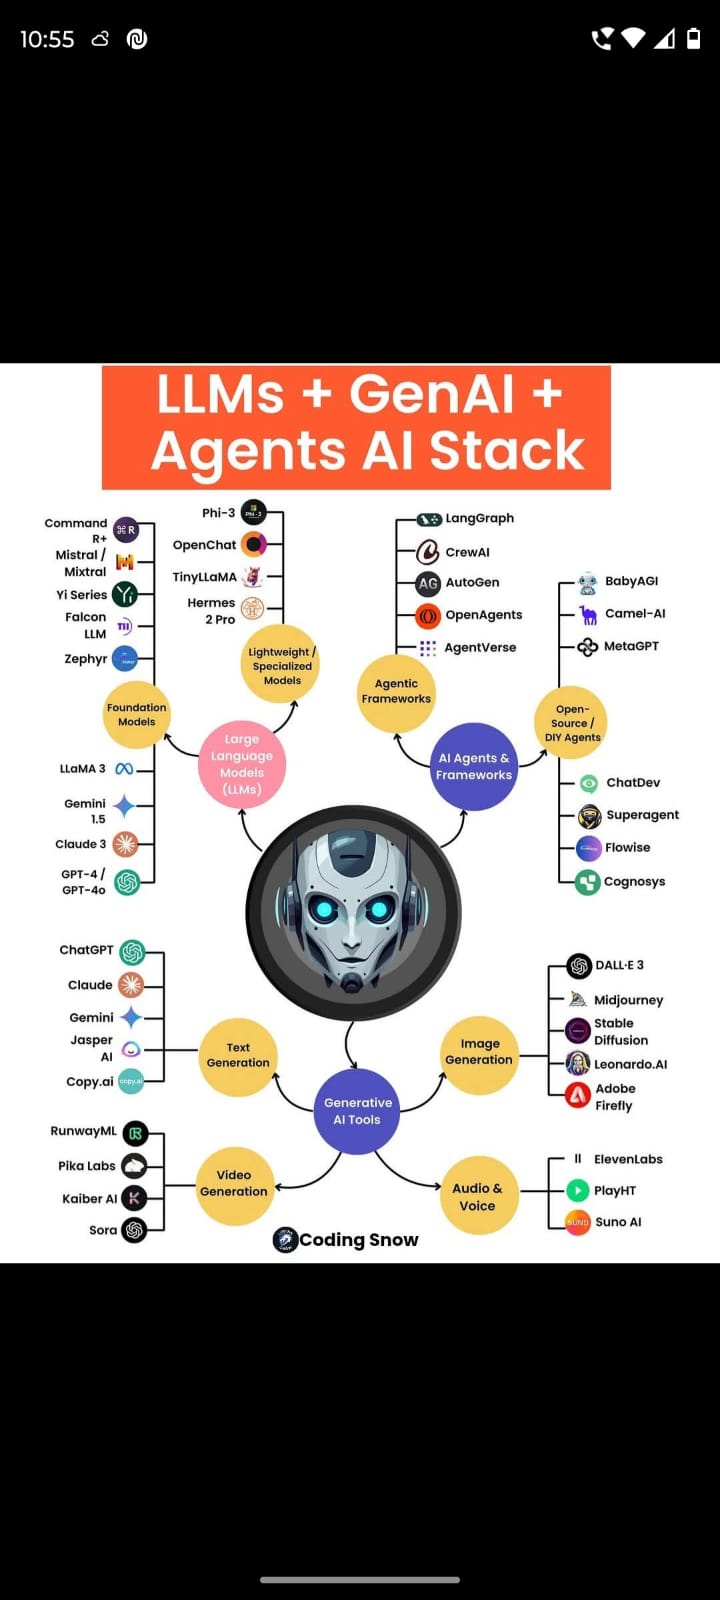 10:55
LLMs + GenAI +
Agents AI Stack
Command
R+
Mistral /
Mixtral
Yi Series
Falcon
LLM
Zephyr
Foundation
Models
LLaMA 3
Gemini
1.5
Claude 3
GPT-4 /
GPT-4o
Phi-3
OpenChat
TinyLLaMA
Hermes
2 Pro
Lightweight /
Specialized
Models
Large
Language
Models
(LLMs)
LangGraph
CrewAI
AG
AutoGen
OpenAgents
AgentVerse
Agentic
Frameworks
AI Agents &
Frameworks
BabyAGI
Camel-AI
MetaGPT
Open-
Source /
DIY Agents
ChatDev
Superagent
Flowise
Cognosys
ChatGPT
Claude
Gemini
Jasper
AI
Copy.ai
copy.ai
Text
Generation
RunwayML
Pika Labs
Kaiber AI
Sora
Video
Generation
Generative
AI Tools
Image
Generation
DALL·E 3
Midjourney
Stable
Diffusion
Leonardo.AI
Adobe
Firefly
Audio &
Voice
ElevenLabs
PlayHT
Suno AI
SUNO
Coding Snow